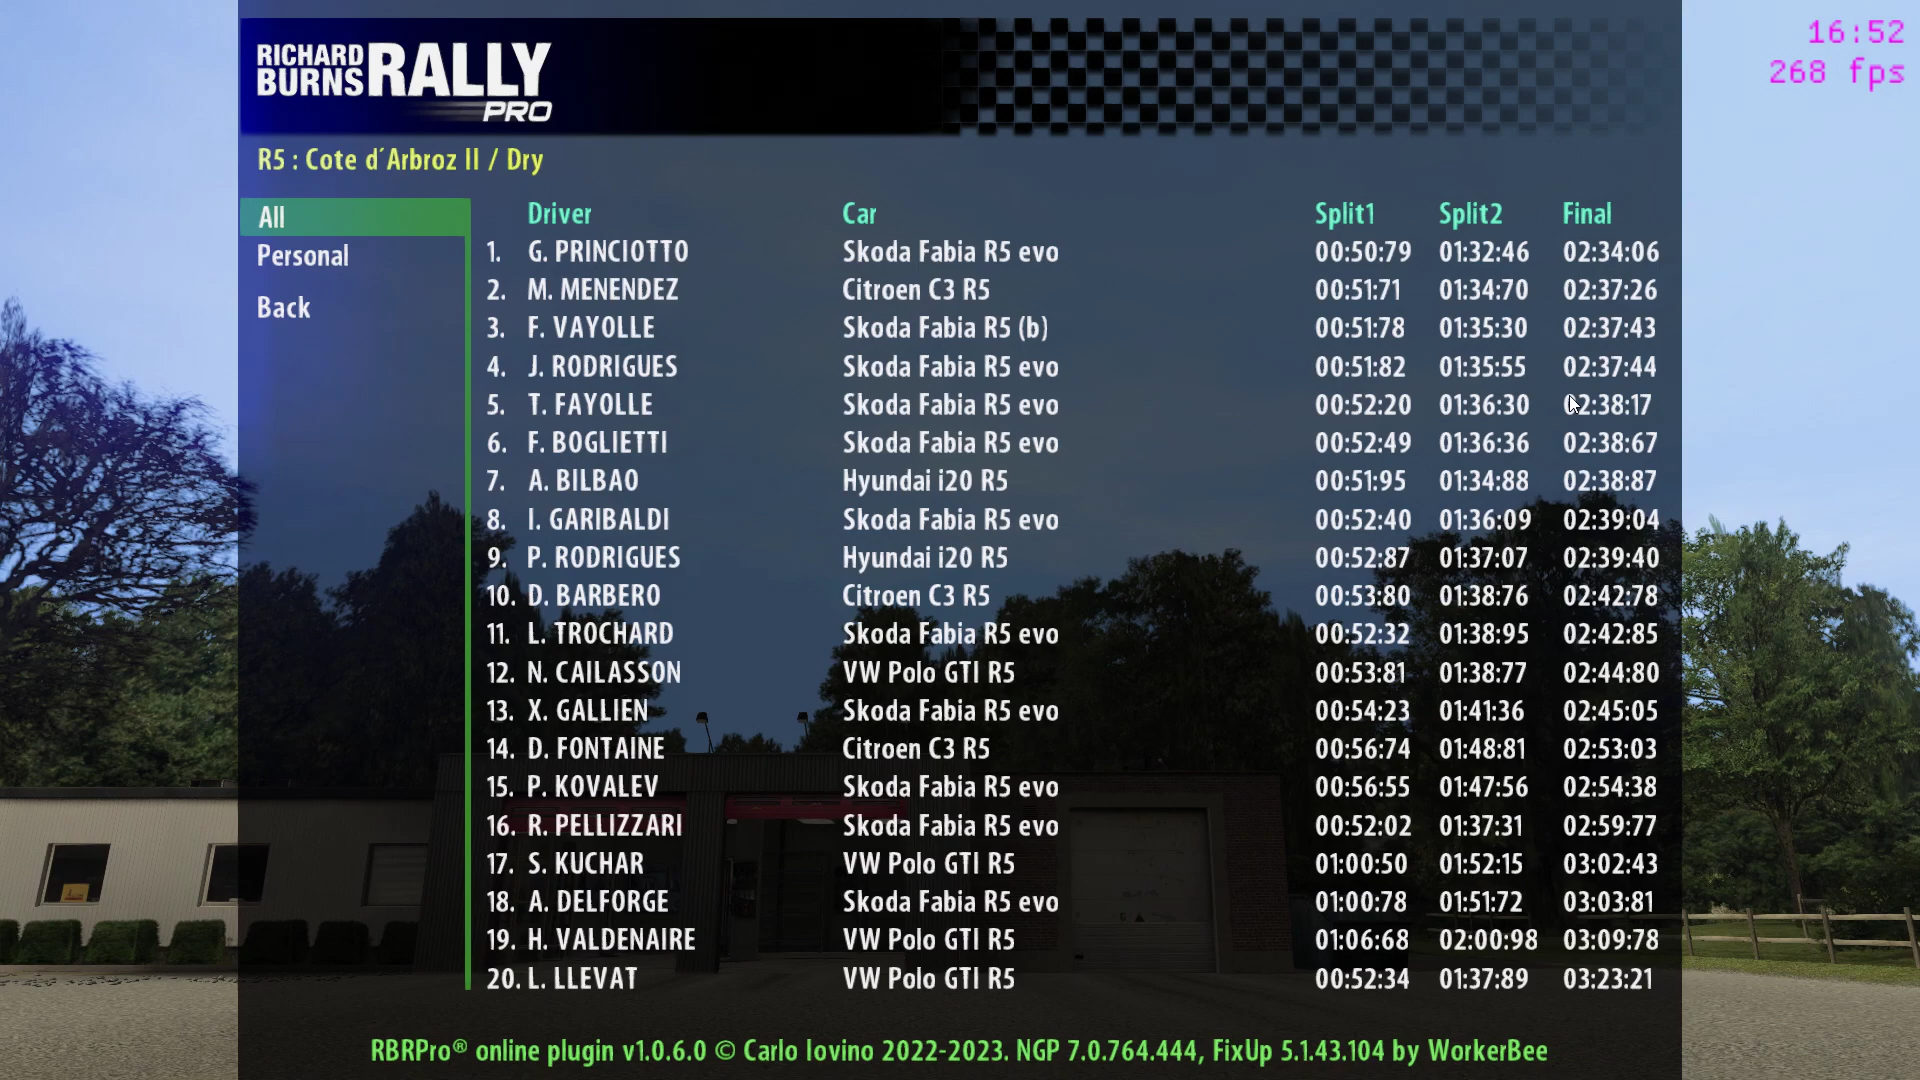 16:52
268 fps
RICHARD BURNS RALLY
PRO
R5 : Cote d´Arbroz II / Dry
All
Personal
Back
Driver Car Split1 Split2 Final
1. G. PRINCIOTTO Skoda Fabia R5 evo 00:50:79 01:32:46 02:34:06
2. M. MENENDEZ Citroen C3 R5 00:51:71 01:34:70 02:37:26
3. F. VAYOLLE Skoda Fabia R5 (b) 00:51:78 01:35:30 02:37:43
4. J. RODRIGUES Skoda Fabia R5 evo 00:51:82 01:35:55 02:37:44
5. T. FAYOLLE Skoda Fabia R5 evo 00:52:20 01:36:30 02:38:17
6. F. BOGLIETTI Skoda Fabia R5 evo 00:52:49 01:36:36 02:38:67
7. A. BILBAO Hyundai i20 R5 00:51:95 01:34:88 02:38:87
8. I. GARIBALDI Skoda Fabia R5 evo 00:52:40 01:36:09 02:39:04
9. P. RODRIGUES Hyundai i20 R5 00:52:87 01:37:07 02:39:40
10. D. BARBERO Citroen C3 R5 00:53:80 01:38:76 02:42:78
11. L. TROCHARD Skoda Fabia R5 evo 00:52:32 01:38:95 02:42:85
12. N. CAILASSON VW Polo GTI R5 00:53:81 01:38:77 02:44:80
13. X. GALLIEN Skoda Fabia R5 evo 00:54:23 01:41:36 02:45:05
14. D. FONTAINE Citroen C3 R5 00:56:74 01:48:81 02:53:03
15. P. KOVALEV Skoda Fabia R5 evo 00:56:55 01:47:56 02:54:38
16. R. PELLIZZARI Skoda Fabia R5 evo 00:52:02 01:37:31 02:59:77
17. S. KUCHAR VW Polo GTI R5 01:00:50 01:52:15 03:02:43
18. A. DELFORGE Skoda Fabia R5 evo 01:00:78 01:51:72 03:03:81
19. H. VALDENAIRE VW Polo GTI R5 01:06:68 02:00:98 03:09:78
20. L. LLEVAT VW Polo GTI R5 00:52:34 01:37:89 03:23:21
RBRPro® online plugin v1.0.6.0 © Carlo Iovino 2022-2023. NGP 7.0.764.444, FixUp 5.1.43.104 by WorkerBee